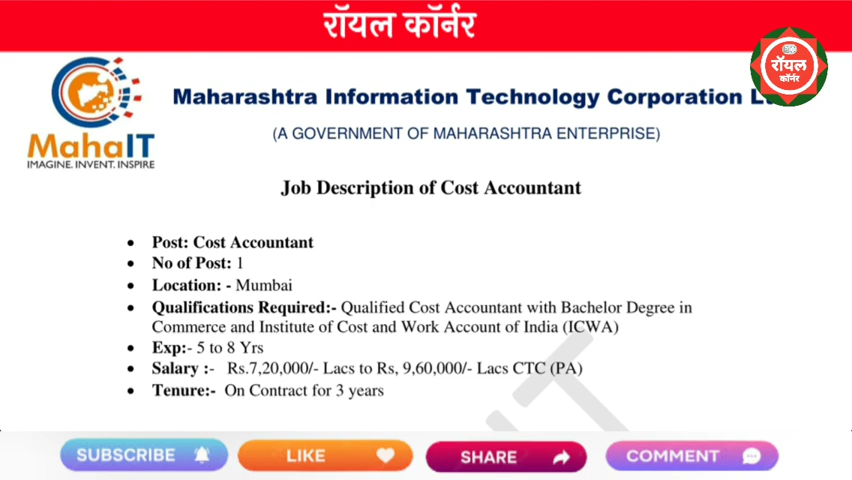 रॉयल कॉर्नर
रॉयल
कॉर्नर
Maharashtra Information Technology Corporation
(A GOVERNMENT OF MAHARASHTRA ENTERPRISE)
MahaIT
IMAGINE. INVENT. INSPIRE
Job Description of Cost Accountant
• Post: Cost Accountant
• No of Post: 1
• Location: - Mumbai
• Qualifications Required:- Qualified Cost Accountant with Bachelor Degree in
Commerce and Institute of Cost and Work Account of India (ICWA)
• Exp:- 5 to 8 Yrs
• Salary :- Rs.7,20,000/- Lacs to Rs, 9,60,000/- Lacs CTC (PA)
• Tenure:- On Contract for 3 years
SUBSCRIBE
LIKE
SHARE
COMMENT